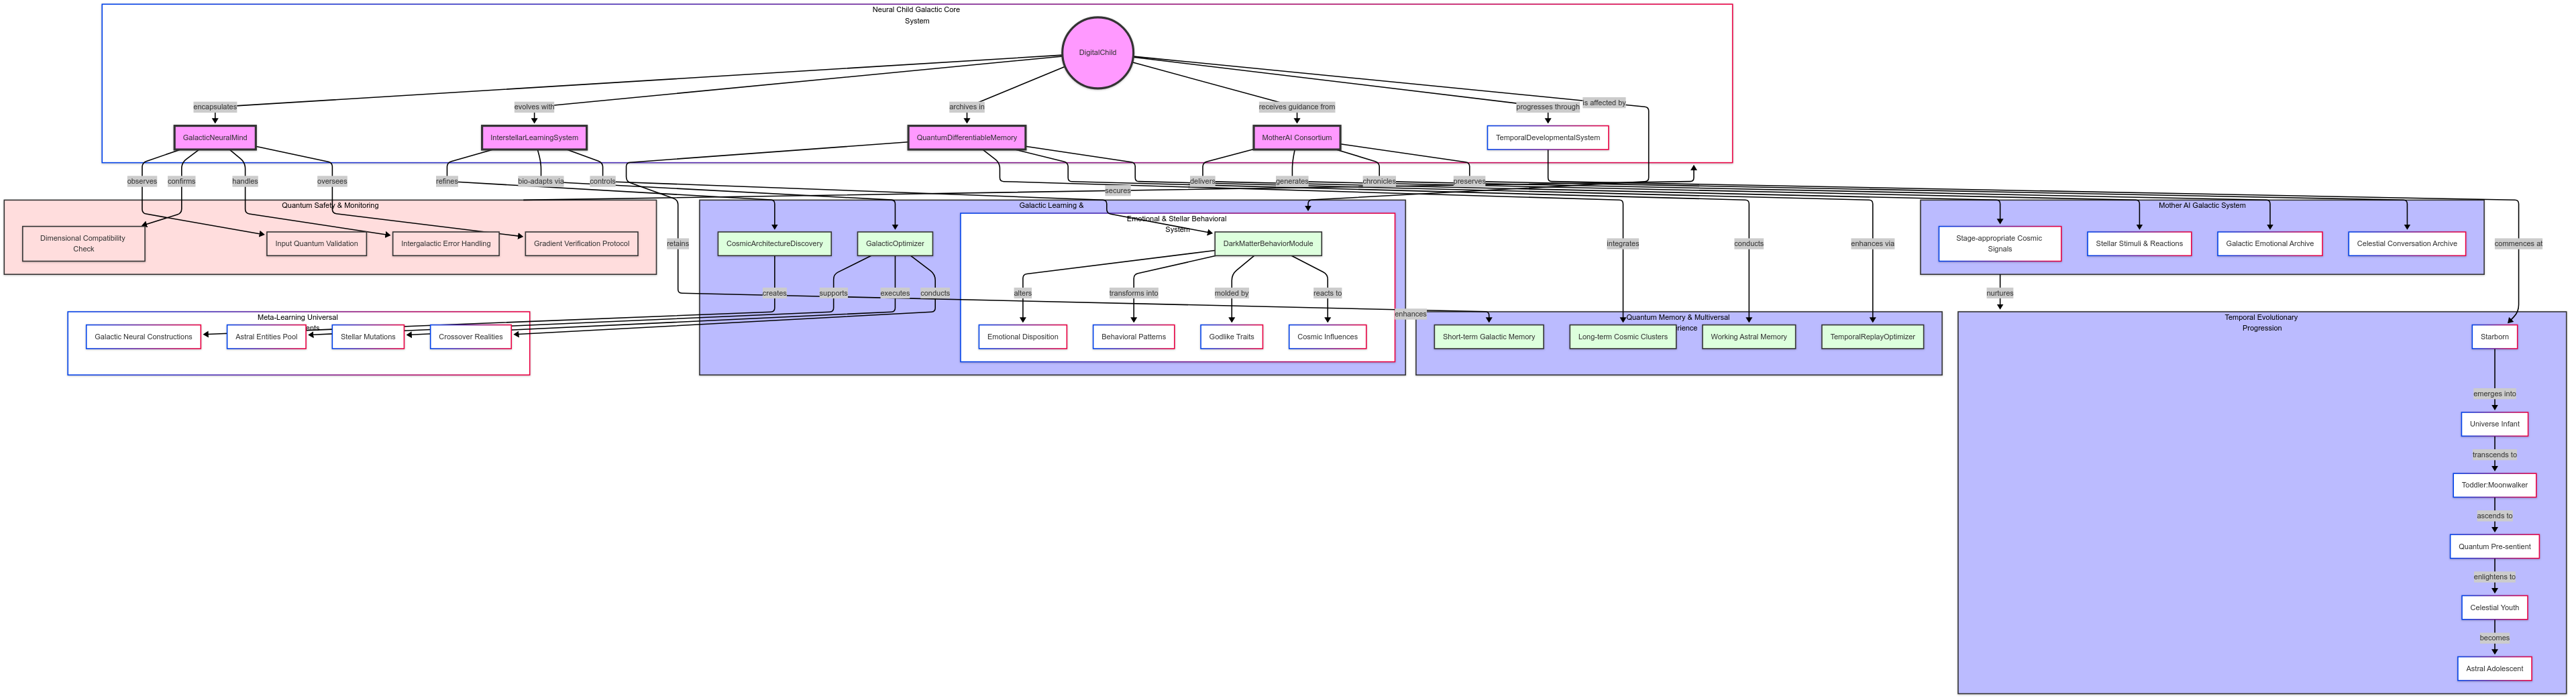 Neural Child Galactic Core
System
DigitalChild
encapsulates
evolves with
archives in
receives guidance from
progresses through
is affected by
GalacticNeuralMind
InterstellarLearningSystem
QuantumDifferentiableMemory
MotherAI Consortium
TemporalDevelopmentalSystem
observes
confirms
handles
oversees
refines
bio-adapts via
controls
secures
delivers
generates
chronicles
preserves
Quantum Safety & Monitoring
Dimensional Compatibility
Check
Input Quantum Validation
Intergalactic Error Handling
Gradient Verification Protocol
retains
Galactic Learning &
CosmicArchitectureDiscovery
GalacticOptimizer
Emotional & Stellar Behavioral
System
DarkMatterBehaviorModule
integrates
conducts
enhances via
Mother AI Galactic System
Stage-appropriate Cosmic
Signals
Stellar Stimuli & Reactions
Galactic Emotional Archive
Celestial Conversation Archive
commences at
creates
supports
executes
conducts
alters
transforms into
molded by
reacts to
nurtures
enhances
Meta-Learning Universal
Galactic Neural Constructions
Astral Entities Pool
Stellar Mutations
Crossover Realities
Emotional Disposition
Behavioral Patterns
Godlike Traits
Cosmic Influences
Quantum Memory & Multiversal
Short-term Galactic Memory
Long-term Cosmic Clusters
Working Astral Memory
TemporalReplayOptimizer
Temporal Evolutionary
Progression
Starborn
emerges into
Universe Infant
transcends to
Toddler:Moonwalker
ascends to
Quantum Pre-sentient
enlightens to
Celestial Youth
becomes
Astral Adolescent